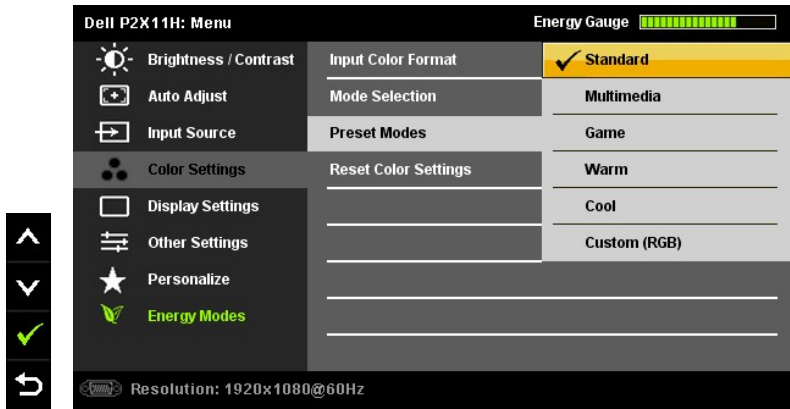 Dell P2X11H: Menu Energy Gauge
Brightness / Contrast Input Color Format Standard
Auto Adjust Mode Selection Multimedia
Input Source Preset Modes Game
Color Settings Reset Color Settings Warm
Display Settings Cool
Other Settings Custom (RGB)
Personalize
Energy Modes
Resolution: 1920x1080@60Hz